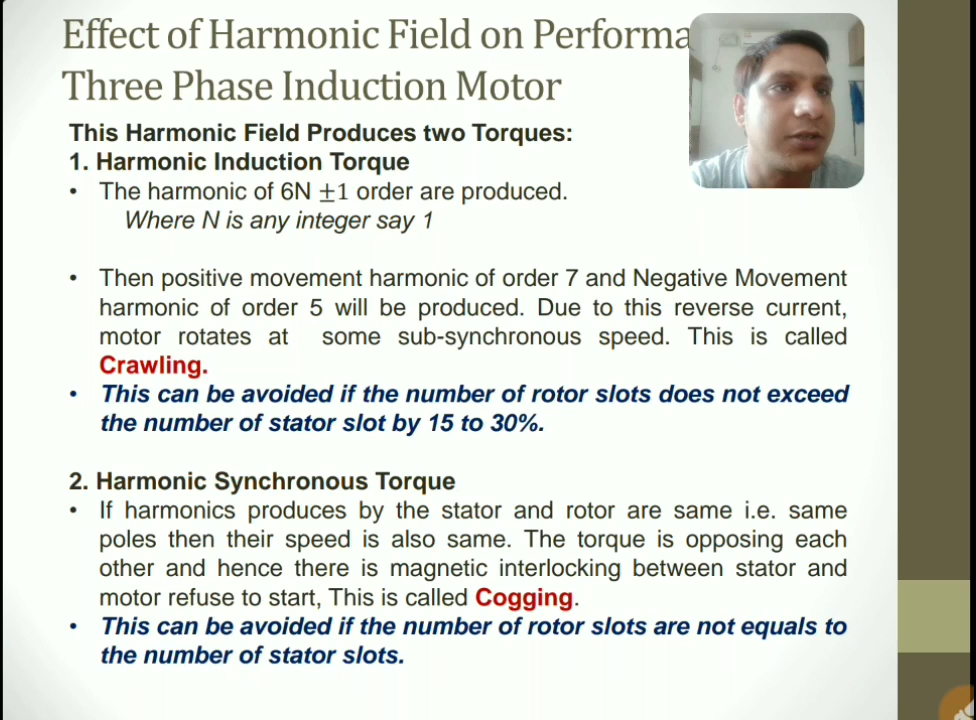 Effect of Harmonic Field on Performa
Three Phase Induction Motor
This Harmonic Field Produces two Torques:
1. Harmonic Induction Torque
• The harmonic of 6N ±1 order are produced.
Where N is any integer say 1
• Then positive movement harmonic of order 7 and Negative Movement
harmonic of order 5 will be produced. Due to this reverse current,
motor rotates at some sub-synchronous speed. This is called
Crawling.
• This can be avoided if the number of rotor slots does not exceed
the number of stator slot by 15 to 30%.
2. Harmonic Synchronous Torque
• If harmonics produces by the stator and rotor are same i.e. same
poles then their speed is also same. The torque is opposing each
other and hence there is magnetic interlocking between stator and
motor refuse to start, This is called Cogging.
• This can be avoided if the number of rotor slots are not equals to
the number of stator slots.